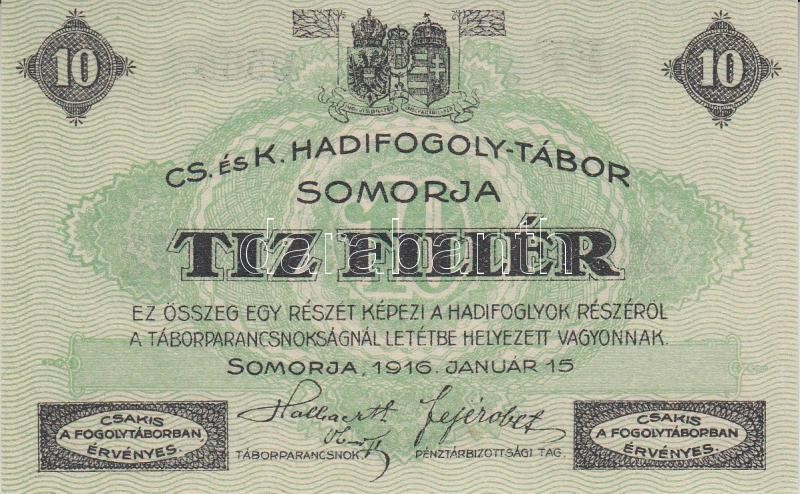 10 10
CS. ÉS K. HADIFOGOLY-TÁBOR
SOMORJA
TIZ FILLÉR
darabanth
EZ ÖSSZEG EGY RÉSZÉT KÉPEZI A HADIFOGLYOK RÉSZÉRŐL
A TÁBORPARANCSNOKSÁGNÁL LETÉTBE HELYEZETT VAGYONNAK.
SOMORJA, 1916. JANUÁR 15
CSAKIS
A FOGOLYTÁBORBAN
ÉRVÉNYES.
TÁBORPARANCSNOK. PÉNZTÁRBIZOTTSÁGI TAG.
CSAKIS
A FOGOLYTÁBORBAN
ÉRVÉNYES.